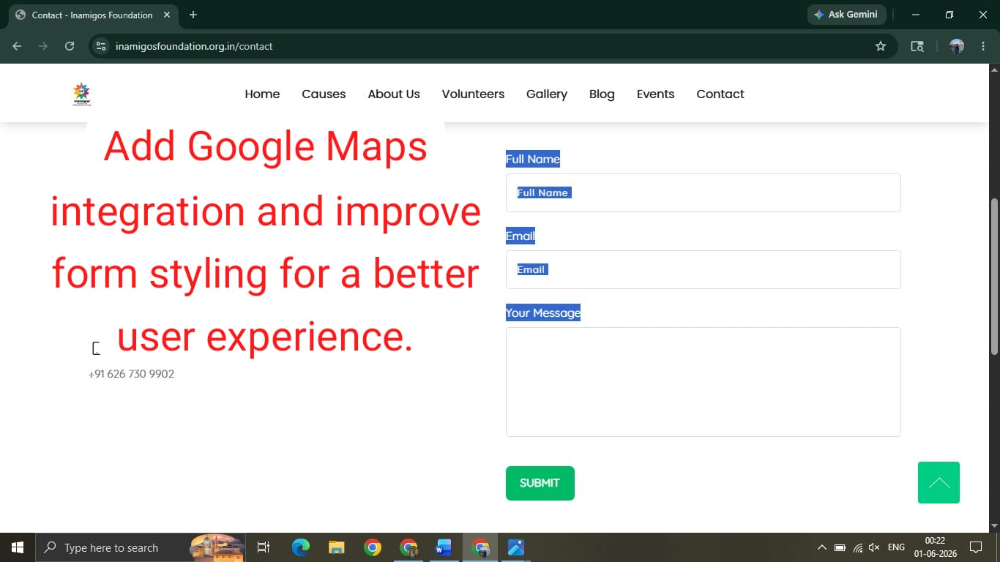 Contact - Inamigos Foundation
Ask Gemini
inamigosfoundation.org.in/contact
Home Causes About Us Volunteers Gallery Blog Events Contact
Add Google Maps
integration and improve
form styling for a better
user experience.
+91 626 730 9902
Full Name
Full Name
Email
Email
Your Message
SUBMIT
Type here to search
ENG
00:22
01-06-2026